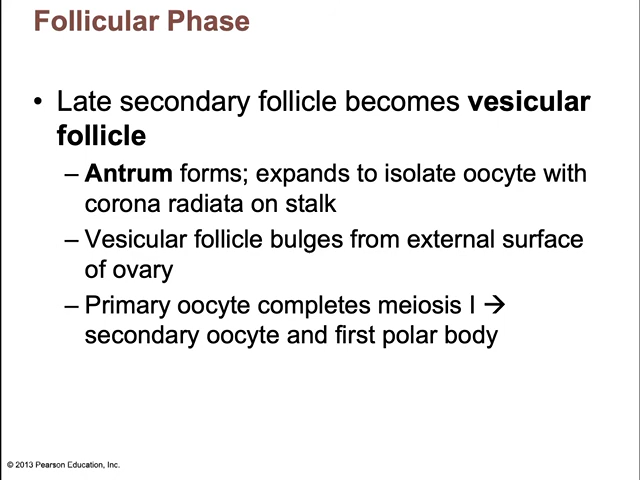 Follicular Phase
• Late secondary follicle becomes vesicular
follicle
– Antrum forms; expands to isolate oocyte with
corona radiata on stalk
– Vesicular follicle bulges from external surface
of ovary
– Primary oocyte completes meiosis I →
secondary oocyte and first polar body
© 2013 Pearson Education, Inc.